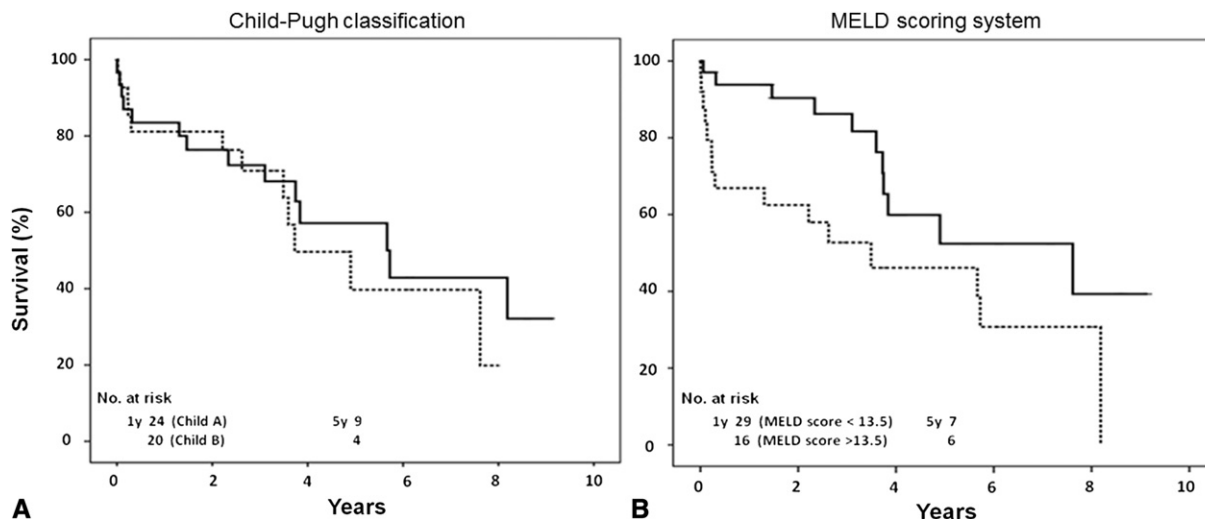 Child-Pugh classification
MELD scoring system
Survival (%)
100
80
60
40
20
0
No. at risk
1y 24 (Child A) 5y 9
20 (Child B) 4
0 2 4 6 8 10
Years
A
100
80
60
40
20
0
No. at risk
1y 29 (MELD score < 13.5) 5y 7
16 (MELD score >13.5) 6
0 2 4 6 8 10
Years
B